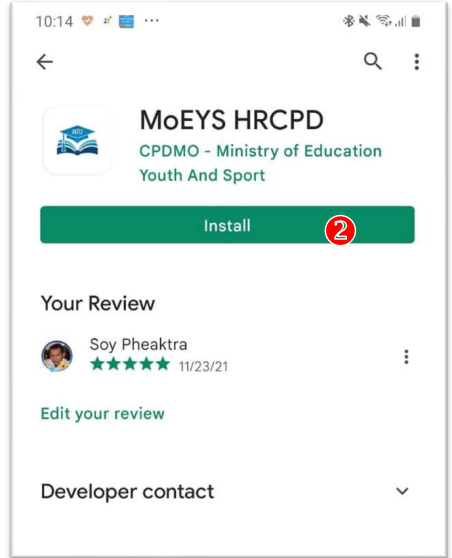 10:14
MoEYS HRCPD
CPDMO - Ministry of Education
Youth And Sport
Install
2
Your Review
Soy Pheaktra
11/23/21
Edit your review
Developer contact